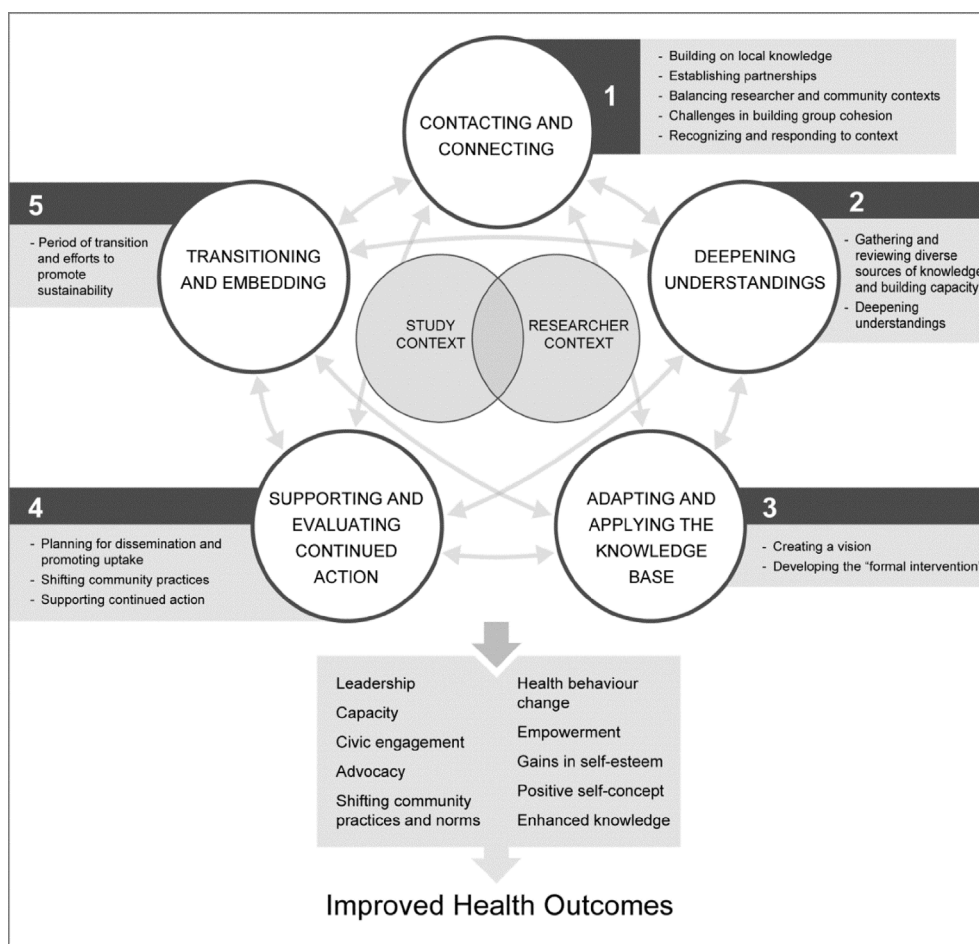 1
- Building on local knowledge
- Establishing partnerships
- Balancing researcher and community contexts
- Challenges in building group cohesion
- Recognizing and responding to context
CONTACTING AND
CONNECTING
5
- Period of transition
and efforts to
promote
sustainability
TRANSITIONING
AND EMBEDDING
2
- Gathering and
reviewing diverse
sources of knowledge
and building capacity
- Deepening
understandings
DEEPENING
UNDERSTANDINGS
STUDY
CONTEXT
RESEARCHER
CONTEXT
4
- Planning for dissemination and
promoting uptake
- Shifting community practices
- Supporting continued action
SUPPORTING AND
EVALUATING
CONTINUED
ACTION
ADAPTING AND
APPLYING THE
KNOWLEDGE
BASE
3
- Creating a vision
- Developing the “formal intervention”
Leadership
Capacity
Civic engagement
Advocacy
Shifting community
practices and norms
Health behaviour
change
Empowerment
Gains in self-esteem
Positive self-concept
Enhanced knowledge
Improved Health Outcomes